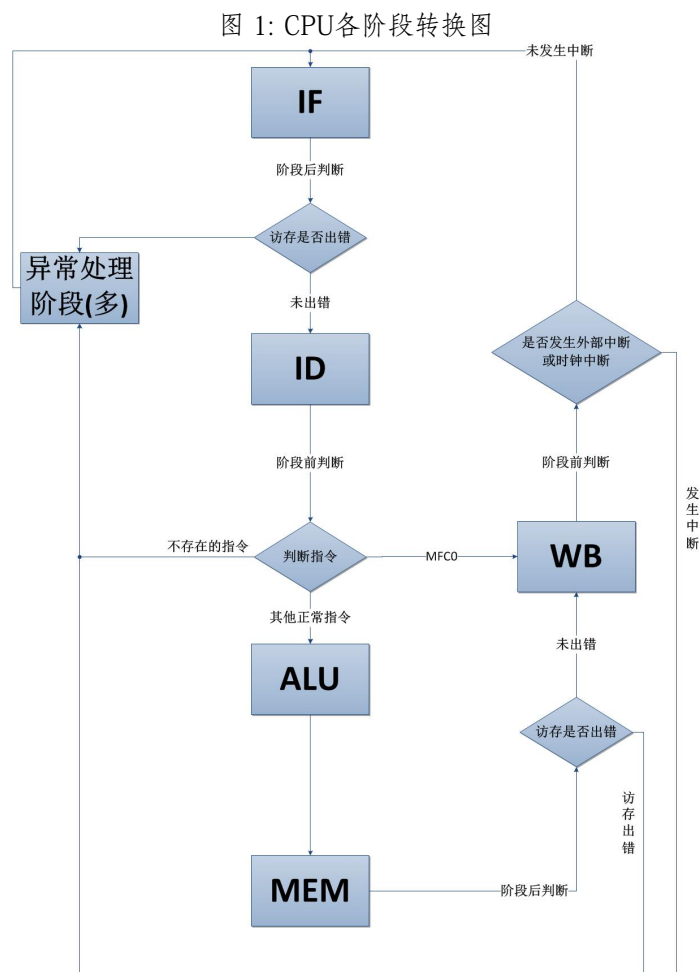 图 1: CPU各阶段转换图
未发生中断
IF
阶段后判断
访存是否出错
异常处理
阶段(多)
未出错
ID
是否发生外部中断
或时钟中断
阶段前判断
阶段前判断
发生中断
不存在的指令
判断指令
MFC0
WB
其他正常指令
未出错
ALU
访存是否出错
访存出错
MEM
阶段后判断